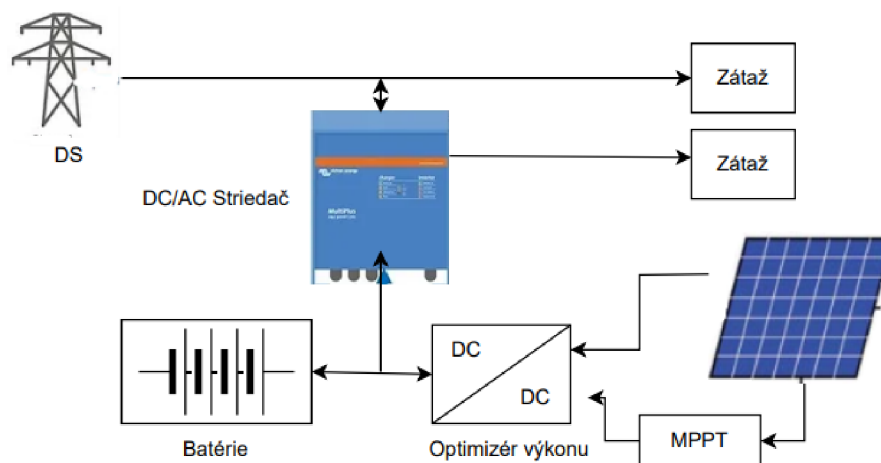 Zátaž
DS
Zátaž
DC/AC Striedač
MultiPlus
DC
DC
MPPT
Batérie
Optimizér výkonu